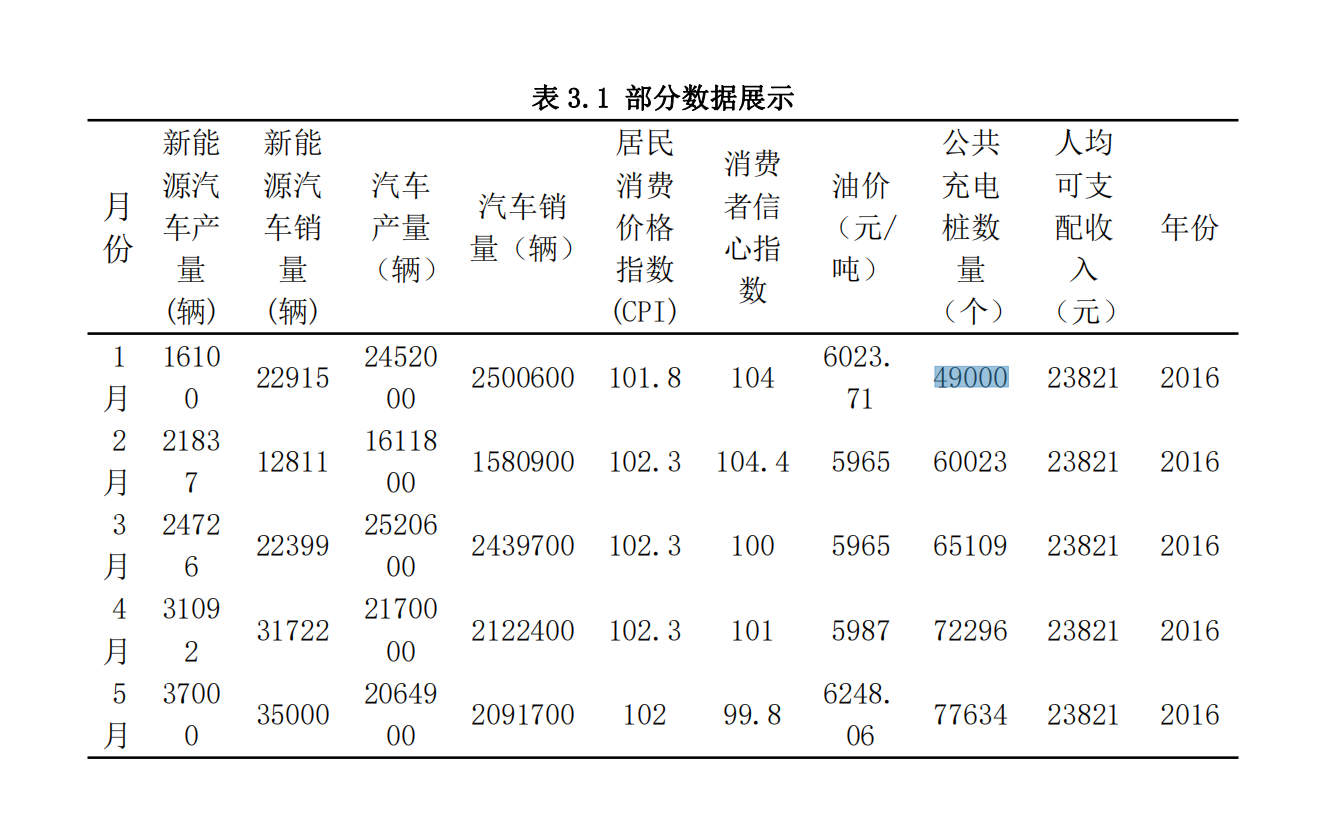 表 3.1 部分数据展示
月份 新能源汽车产量(辆) 新能源汽车销量(辆) 汽车产量（辆） 汽车销量（辆） 居民消费价格指数(CPI) 消费者信心指数 油价（元/吨） 公共充电桩数量（个） 人均可支配收入（元） 年份
1月 16100 22915 2452000 2500600 101.8 104 6023.71 49000 23821 2016
2月 21837 12811 1611800 1580900 102.3 104.4 5965 60023 23821 2016
3月 24726 22399 2520600 2439700 102.3 100 5965 65109 23821 2016
4月 31092 31722 2170000 2122400 102.3 101 5987 72296 23821 2016
5月 37000 35000 2064900 2091700 102 99.8 6248.06 77634 23821 2016